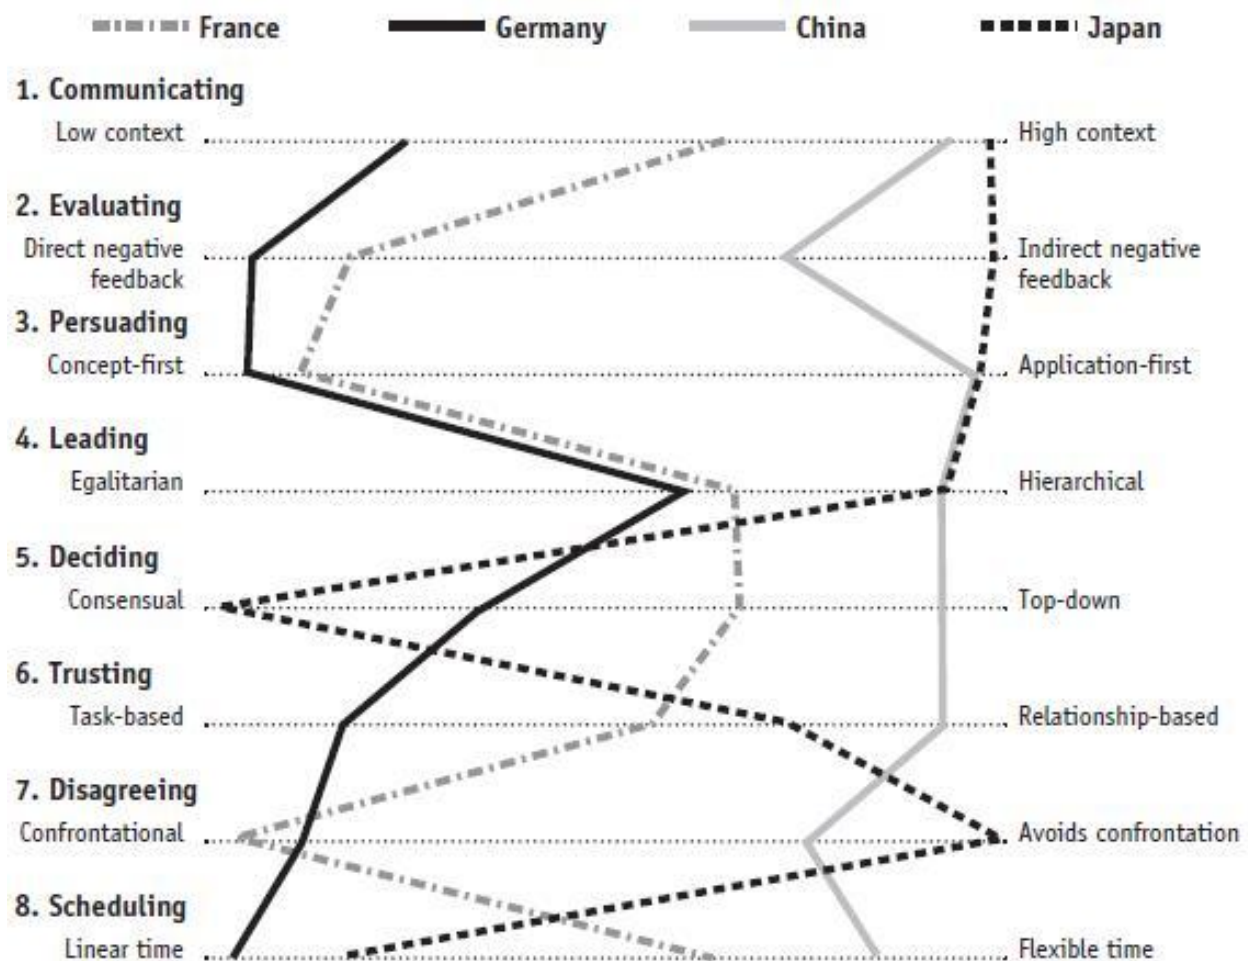 France Germany China Japan
1. Communicating
Low context High context
2. Evaluating
Direct negative Indirect negative
feedback feedback
3. Persuading
Concept-first Application-first
4. Leading
Egalitarian Hierarchical
5. Deciding
Consensual Top-down
6. Trusting
Task-based Relationship-based
7. Disagreeing
Confrontational Avoids confrontation
8. Scheduling
Linear time Flexible time